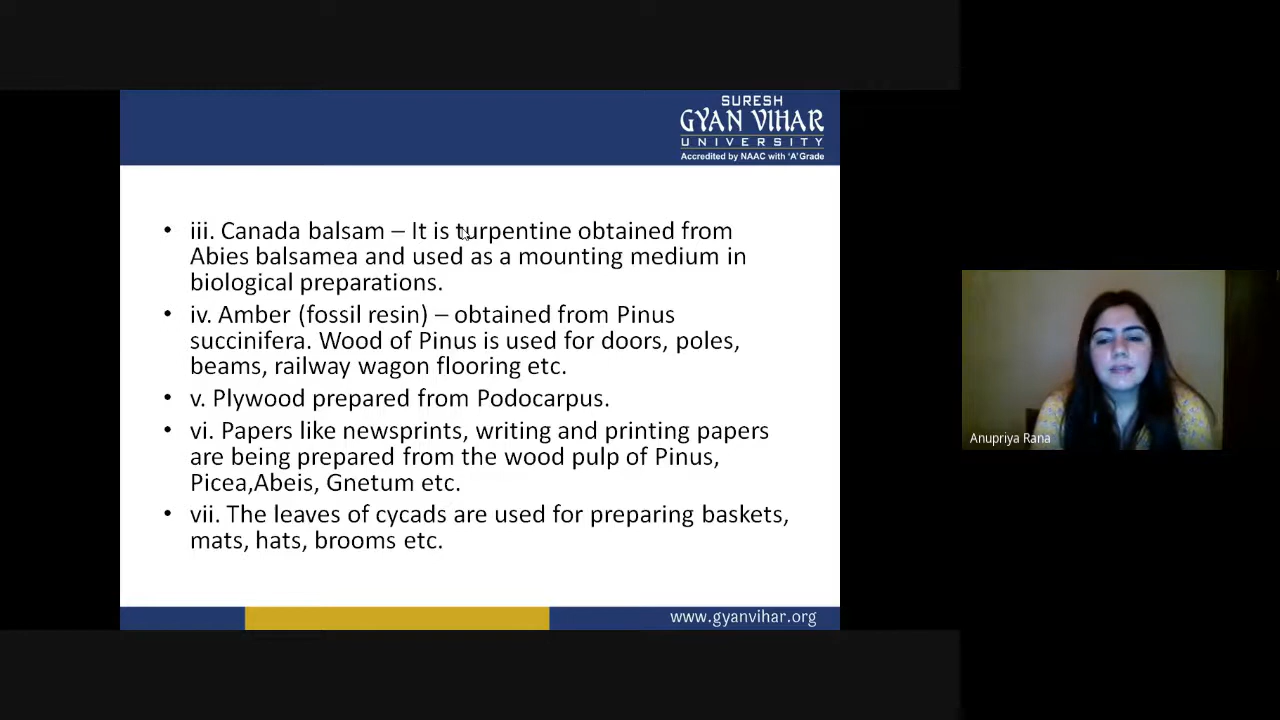 SURESH
GYAN VIHAR
UNIVERSITY
Accredited by NAAC with 'A' Grade
• iii. Canada balsam – It is turpentine obtained from
Abies balsamea and used as a mounting medium in
biological preparations.
• iv. Amber (fossil resin) – obtained from Pinus
succinifera. Wood of Pinus is used for doors, poles,
beams, railway wagon flooring etc.
• v. Plywood prepared from Podocarpus.
• vi. Papers like newsprints, writing and printing papers
are being prepared from the wood pulp of Pinus,
Picea,Abeis, Gnetum etc.
• vii. The leaves of cycads are used for preparing baskets,
mats, hats, brooms etc.
www.gyanvihar.org
Anupriya Rana